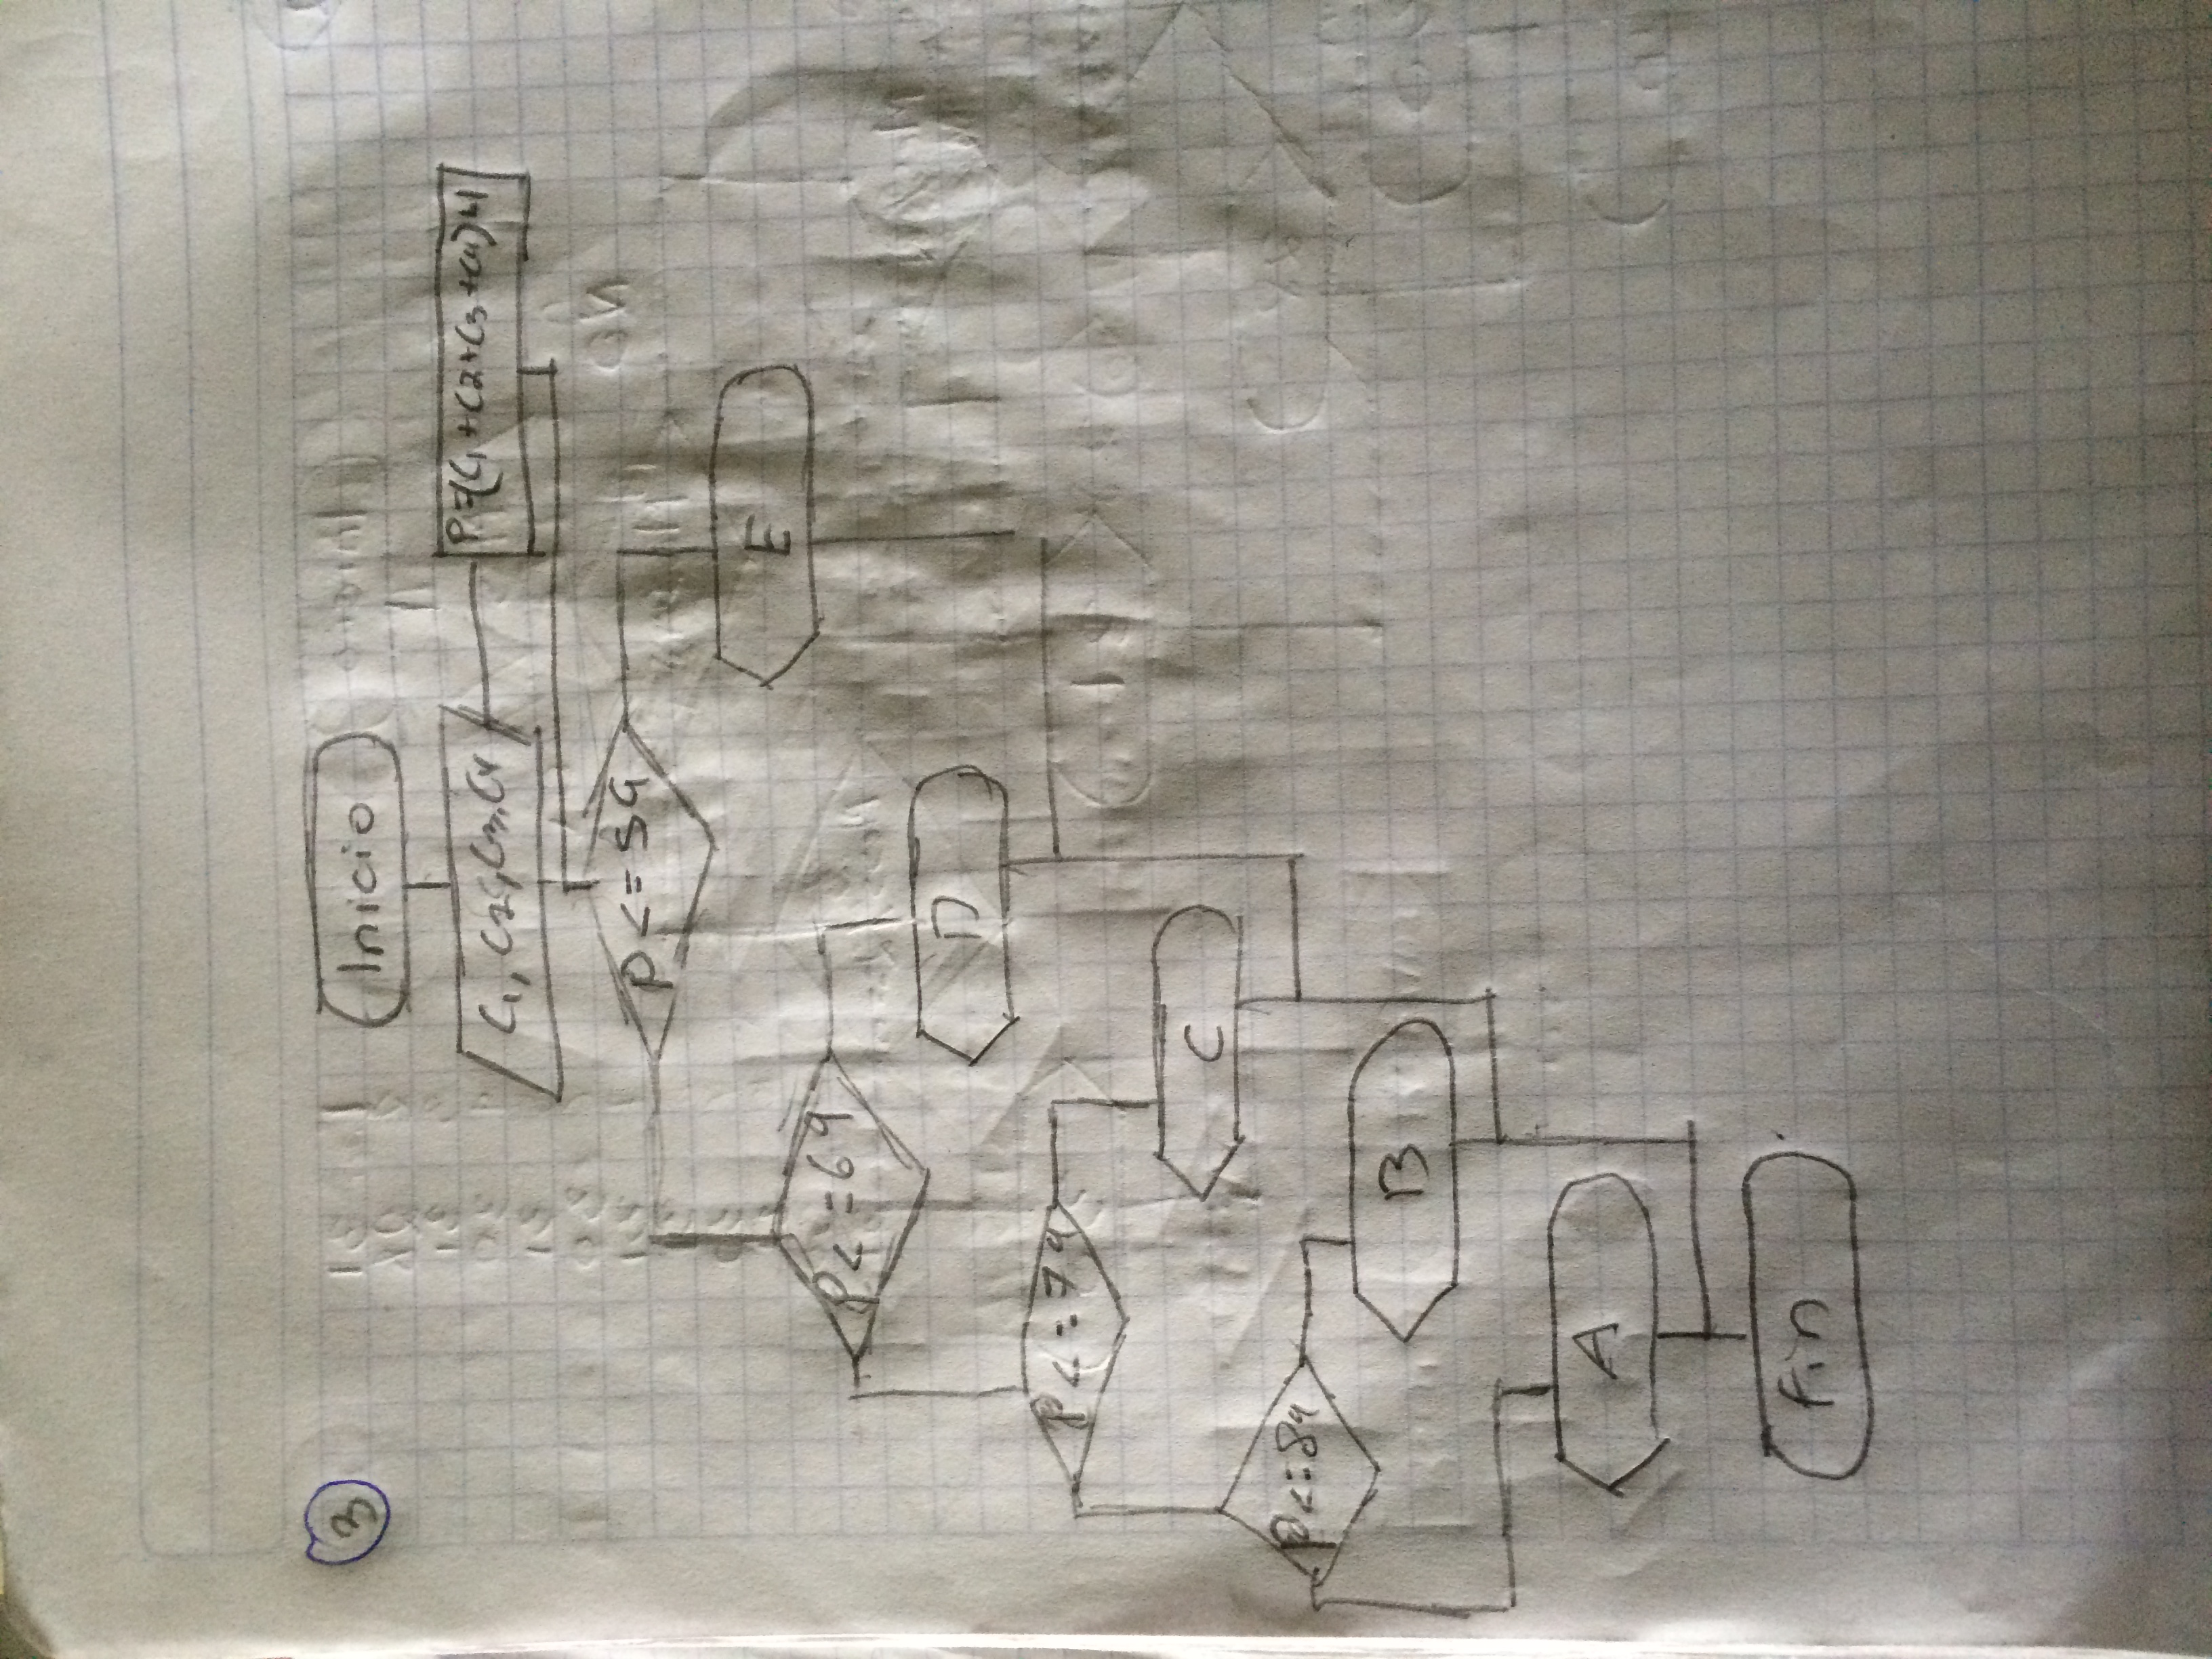 3
Inicio
C1, C2, C3, C4
P=(C1+C2+C3+C4)/4
P<=59
E
P<=69
D
P<=79
C
P<=89
B
A
Fin